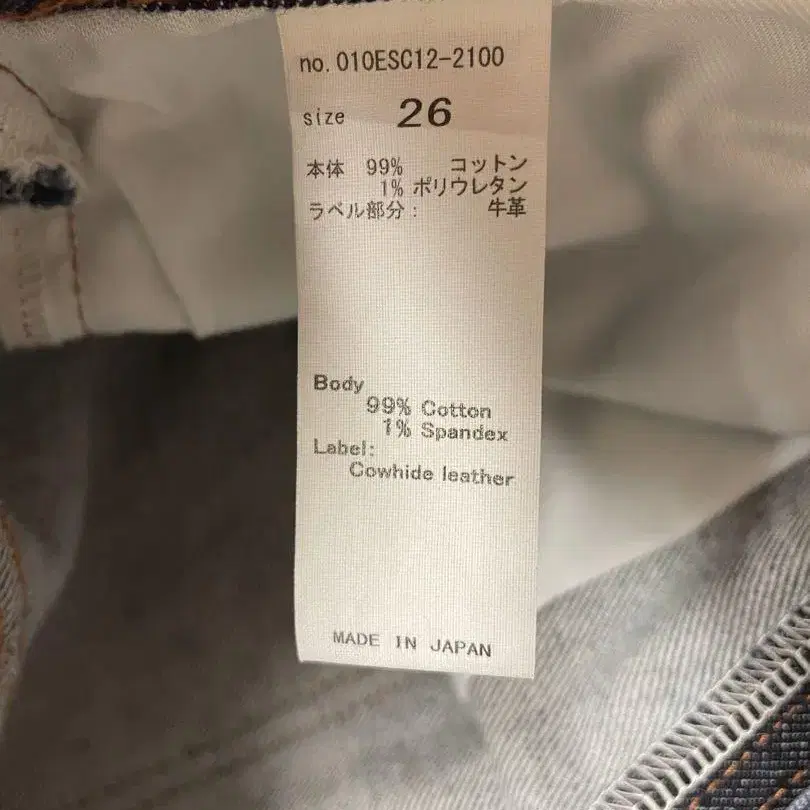 no.010ESC12-2100
size 26
本体 99% コットン
1% ポリウレタン
ラベル部分: 牛革
Body
99% Cotton
1% Spandex
Label:
Cowhide leather
MADE IN JAPAN